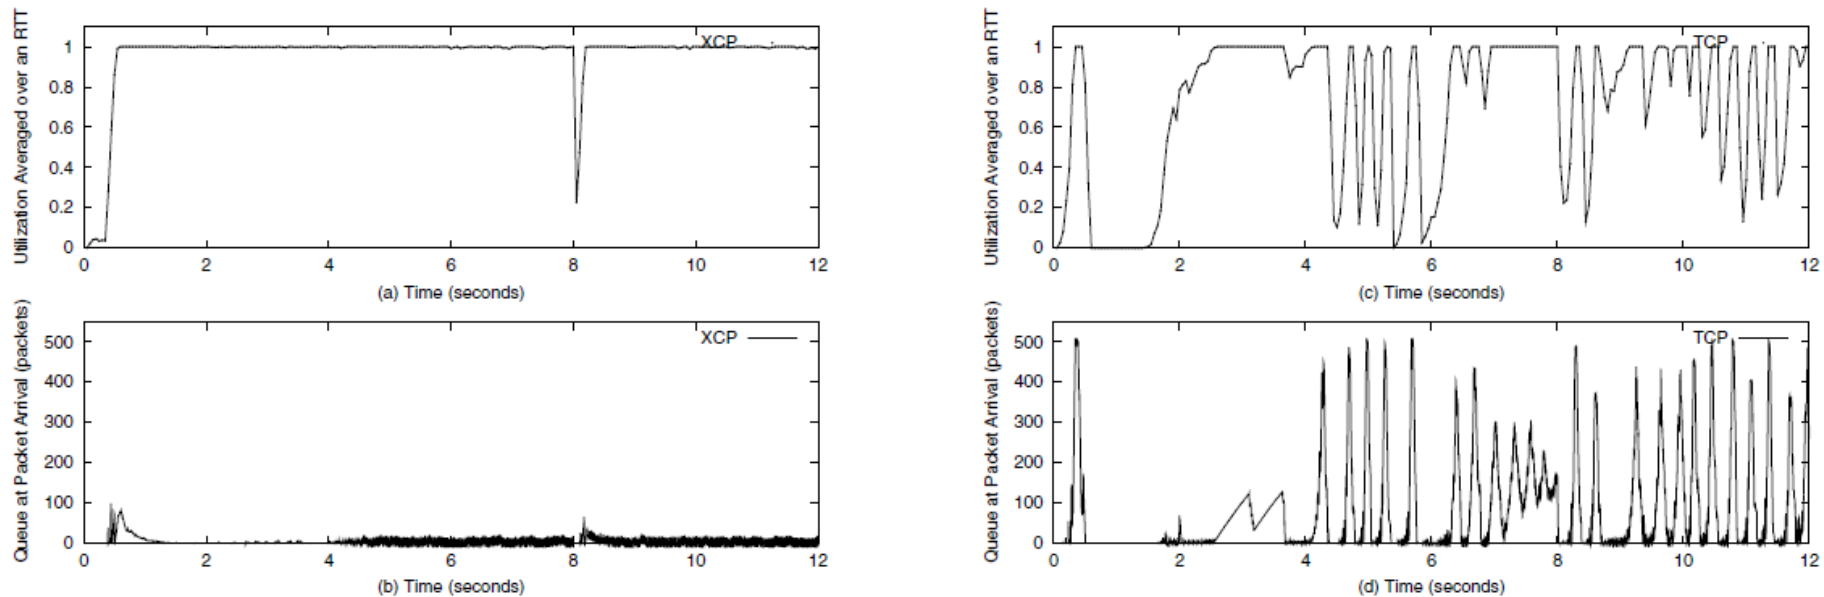 Utilization Averaged over an RTT
1
0.8
0.6
0.4
0.2
0
XCP
0 2 4 6 8 10 12
(a) Time (seconds)
Queue at Packet Arrival (packets)
500
400
300
200
100
0
XCP
0 2 4 6 8 10 12
(b) Time (seconds)
Utilization Averaged over an RTT
1
0.8
0.6
0.4
0.2
0
TCP
0 2 4 6 8 10 12
(c) Time (seconds)
Queue at Packet Arrival (packets)
500
400
300
200
100
0
TCP
0 2 4 6 8 10 12
(d) Time (seconds)